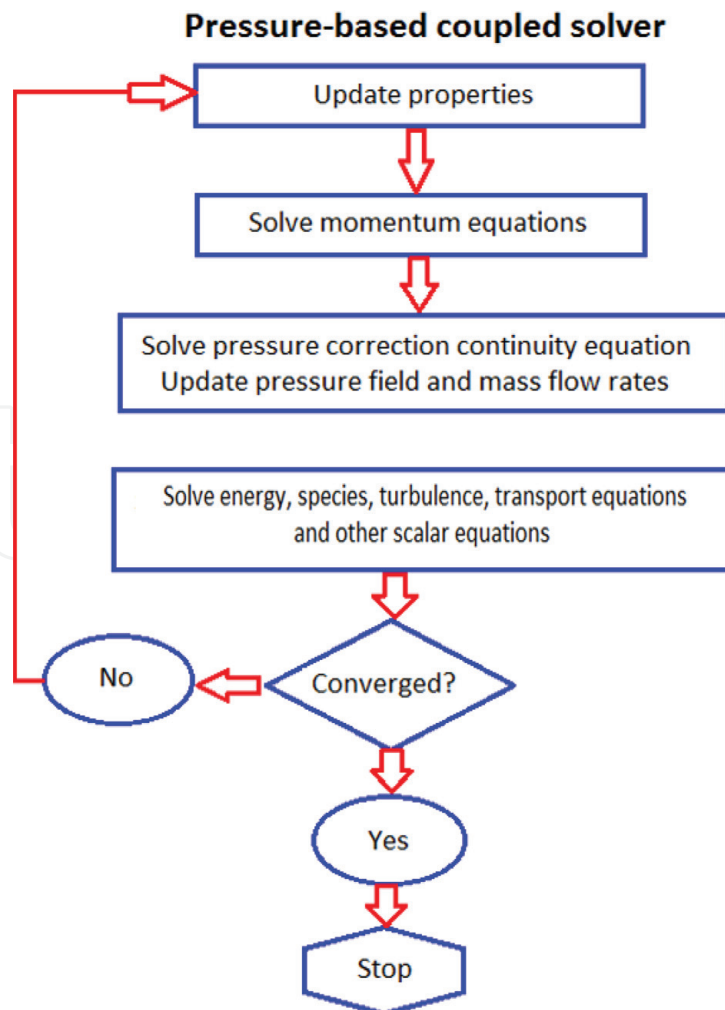 Pressure-based coupled solver
Update properties
Solve momentum equations
Solve pressure correction continuity equation
Update pressure field and mass flow rates
Solve energy, species, turbulence, transport equations
and other scalar equations
Converged?
No
Yes
Stop